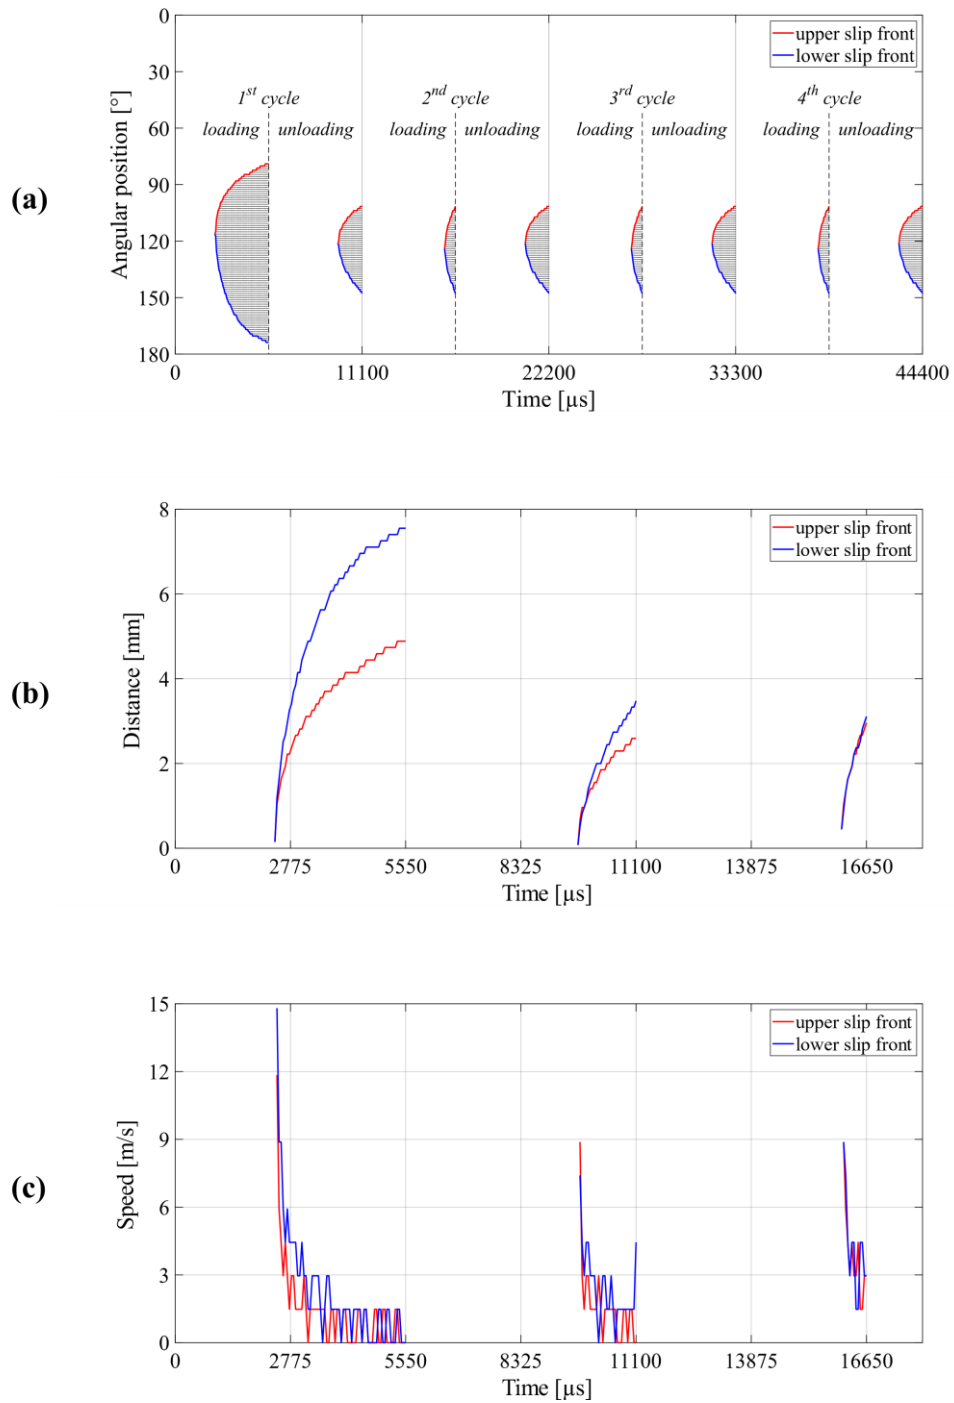 (a)
0
30
60
90
120
150
180
Angular position [°]
upper slip front
lower slip front
1st cycle
2nd cycle
3rd cycle
4th cycle
loading unloading
loading unloading
loading unloading
loading unloading
0 11100 22200 33300 44400
Time [µs]
(b)
8
6
4
2
0
Distance [mm]
upper slip front
lower slip front
0 2775 5550 8325 11100 13875 16650
Time [µs]
(c)
15
12
9
6
3
0
Speed [m/s]
upper slip front
lower slip front
0 2775 5550 8325 11100 13875 16650
Time [µs]